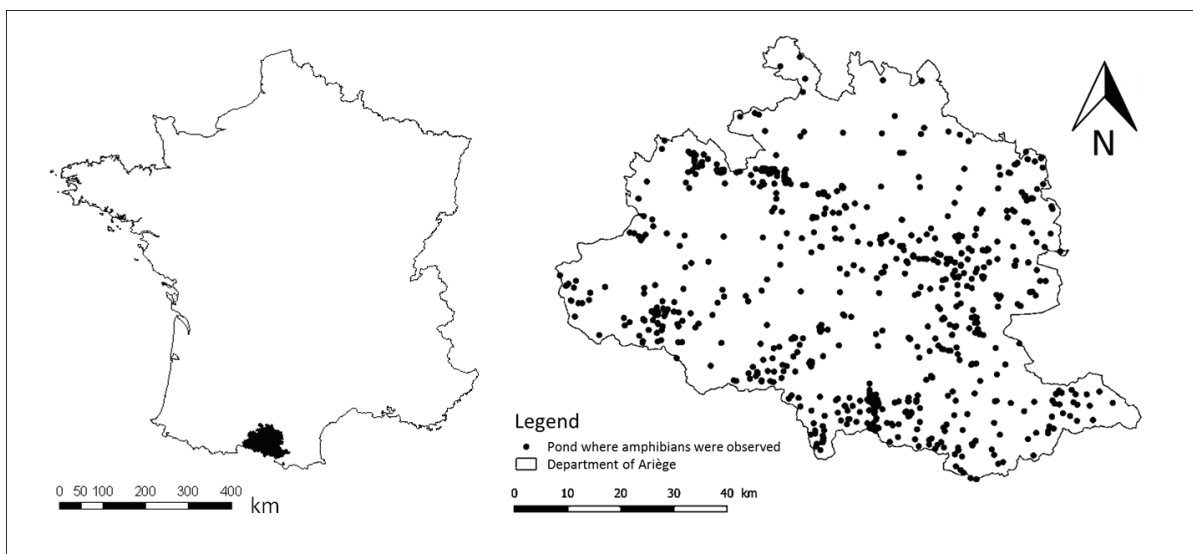 N
Legend
Pond where amphibians were observed
Department of Ariège
0 50 100 200 300 400
km
0 10 20 30 40 km